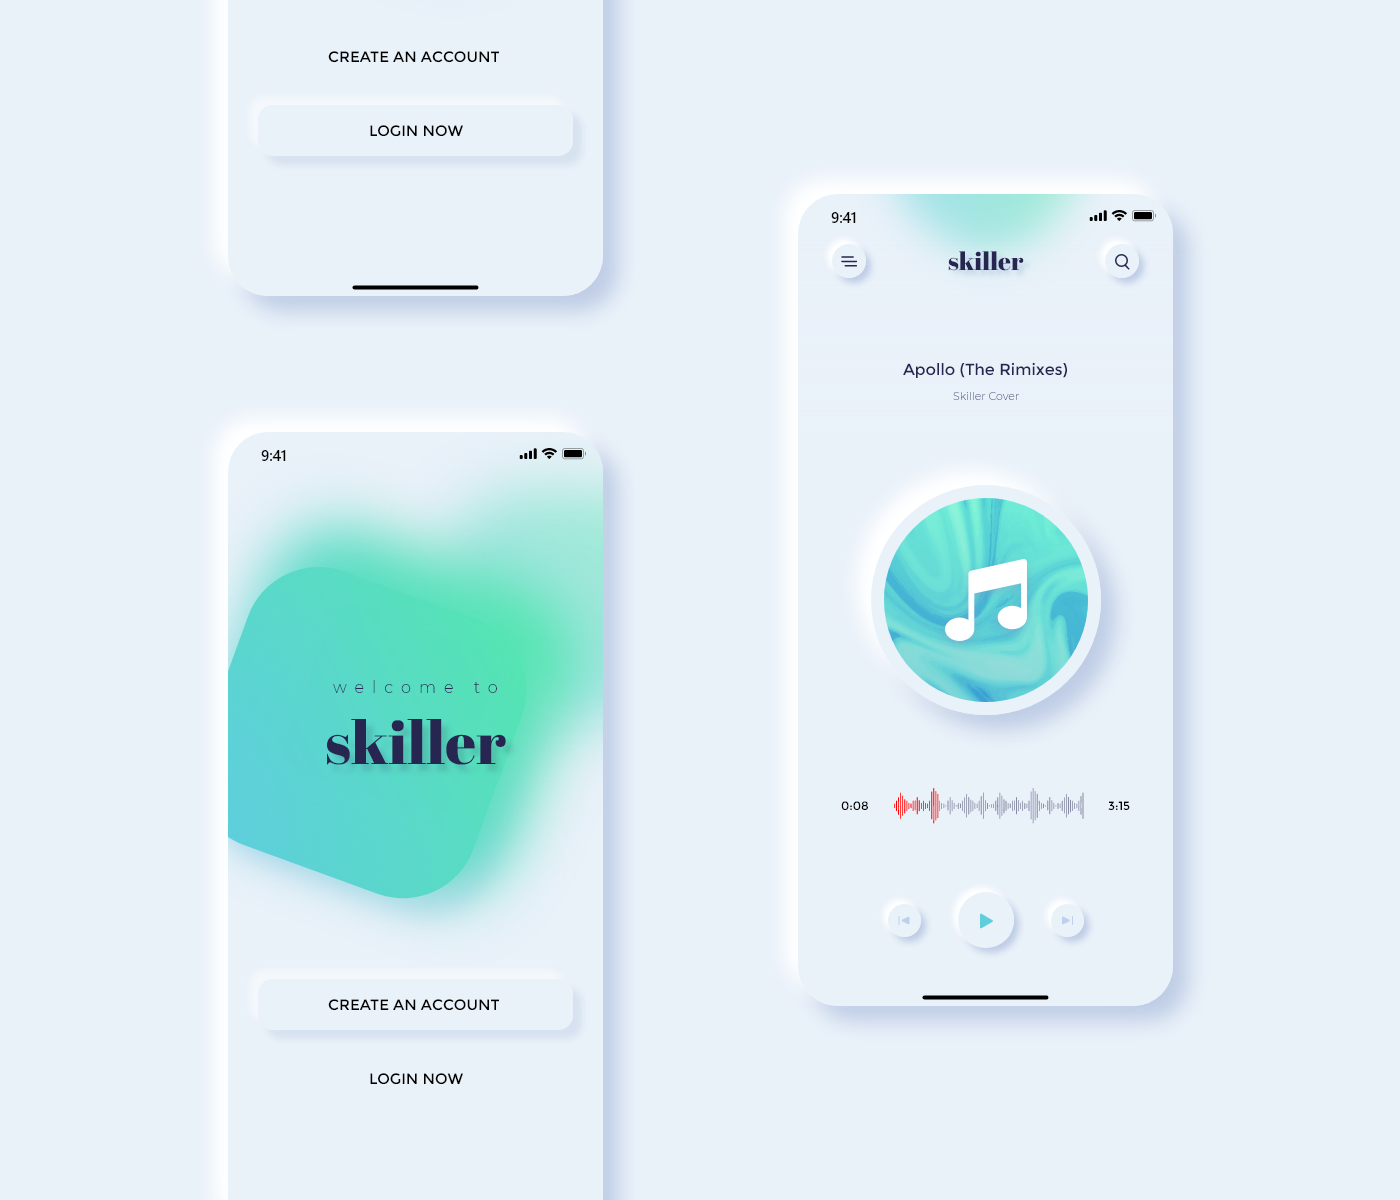 CREATE AN ACCOUNT
LOGIN NOW
9:41
welcome to
skiller
CREATE AN ACCOUNT
LOGIN NOW
9:41
skiller
Apollo (The Rimixes)
Skiller Cover
0:08
3:15